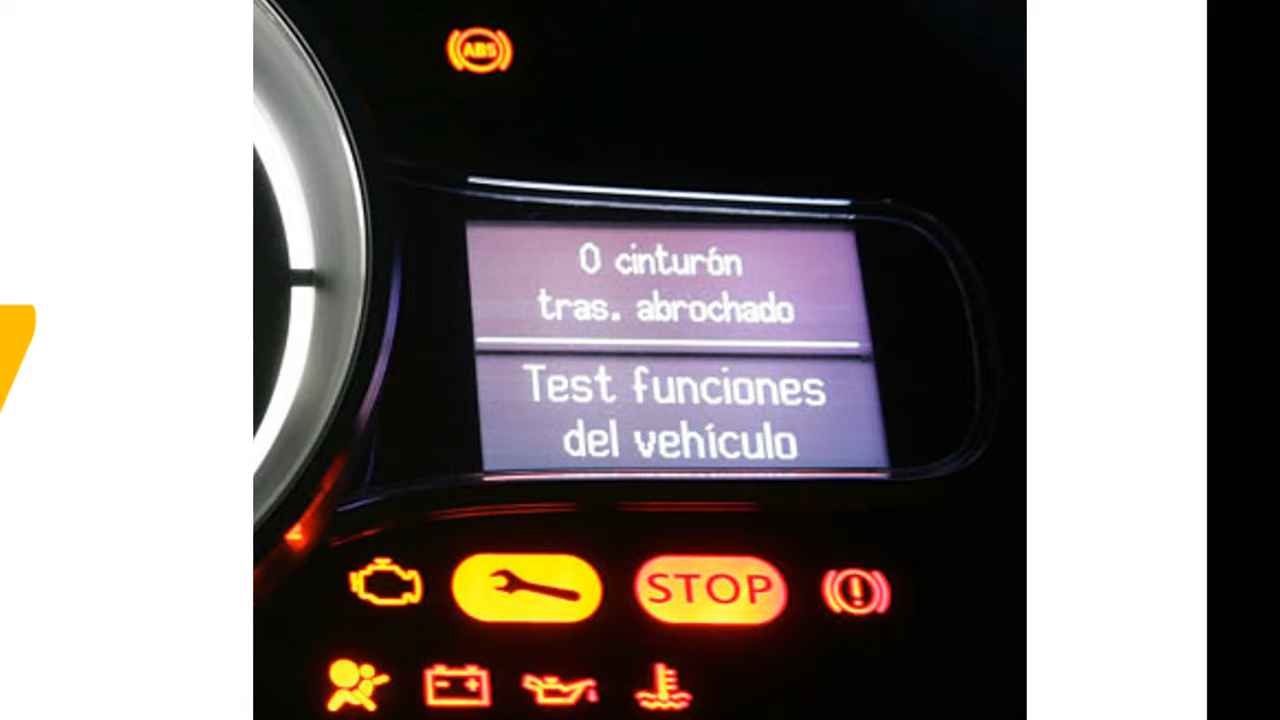 ABS
0 cinturón
tras. abrochado
Test funciones
del vehículo
STOP